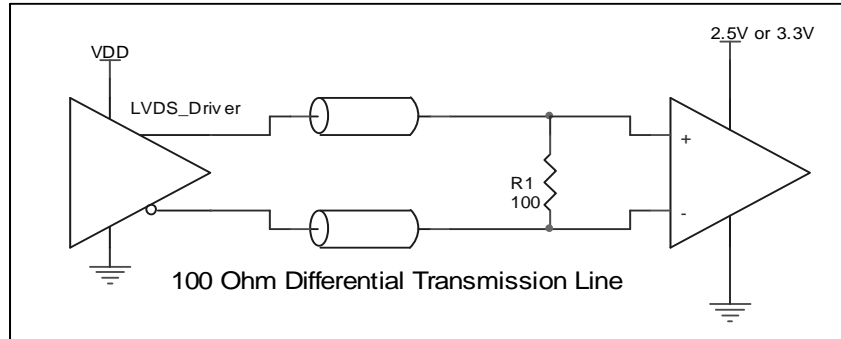 VDD
2.5V or 3.3V
LVDS_Driver
+
R1
100
-
100 Ohm Differential Transmission Line